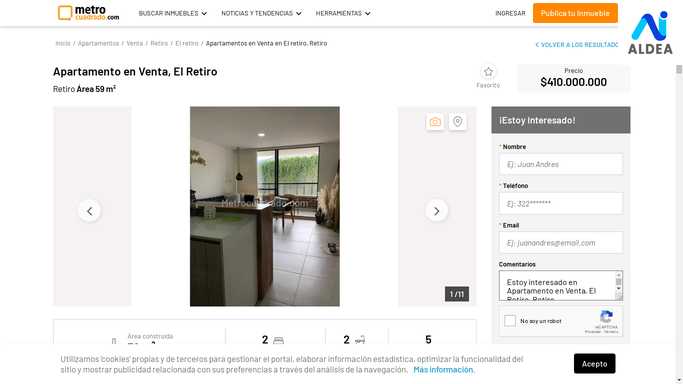 metro
cuadrado.com
BUSCAR INMUEBLES
NOTICIAS Y TENDENCIAS
HERRAMIENTAS
INGRESAR
Publica tu Inmueble
ALDEA
Inicio / Apartamentos / Venta / Retiro / El retiro / Apartamentos en Venta en El retiro, Retiro
< VOLVER A LOS RESULTADO
Apartamento en Venta, El Retiro
Retiro Área 59 m²
Favorito
Precio
$410.000.000
Metrocuadrado.com
1 /11
¡Estoy Interesado!
* Nombre
Ej: Juan Andres
* Teléfono
Ej: 322*******
* Email
Ej: juanandres@email.com
Comentarios
Estoy interesado en
Apartamento en Venta, El
Retiro, Retiro
No soy un robot
reCAPTCHA
Privacidad - Términos
Área construida
2
2
5
Utilizamos 'cookies' propias y de terceros para gestionar el portal, elaborar información estadística, optimizar la funcionalidad del
sitio y mostrar publicidad relacionada con sus preferencias a través del análisis de la navegación. Más información.
Acepto